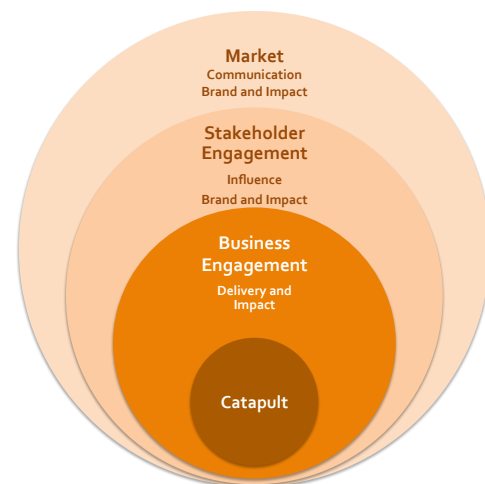 Market
Communication
Brand and Impact
Stakeholder
Engagement
Influence
Brand and Impact
Business
Engagement
Delivery and
Impact
Catapult